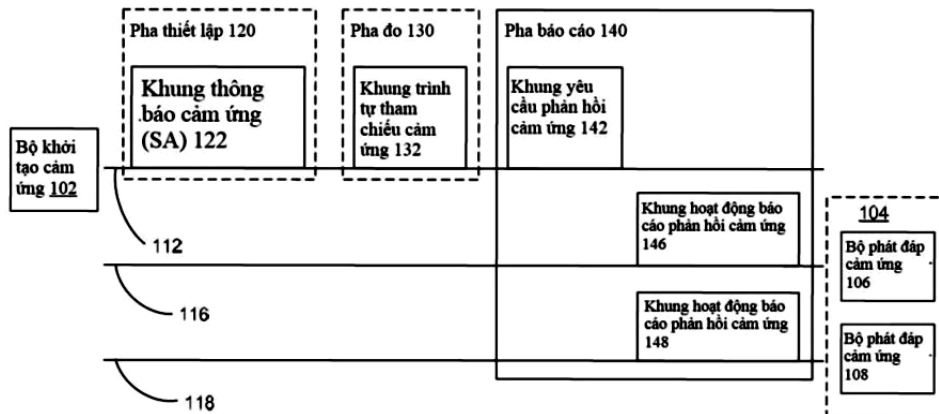 Pha thiết lập 120
Khung thông
báo cảm ứng
(SA) 122
Pha đo 130
Khung trình
tự tham
chiếu cảm
ứng 132
Pha báo cáo 140
Khung yêu
cầu phản hồi
cảm ứng 142
Bộ khởi
tạo cảm
ứng 102
112
Khung hoạt động báo
cáo phản hồi cảm ứng
146
104
Bộ phát đáp
cảm ứng
106
116
Khung hoạt động báo
cáo phản hồi cảm ứng
148
Bộ phát đáp
cảm ứng
108
118